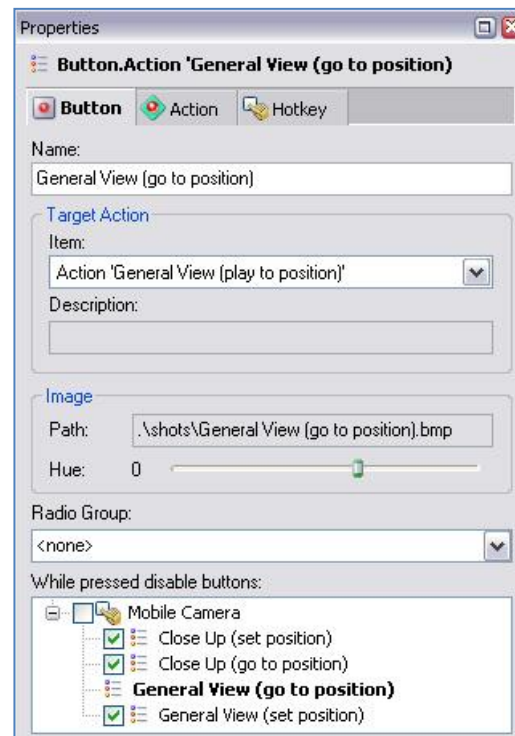 Properties
Button.Action 'General View (go to position)
Button Action Hotkey
Name:
General View (go to position)
Target Action
Item:
Action 'General View (play to position)'
Description:
Image
Path: .\shots\General View (go to position).bmp
Hue: 0
Radio Group:
<none>
While pressed disable buttons:
Mobile Camera
Close Up (set position)
Close Up (go to position)
General View (go to position)
General View (set position)